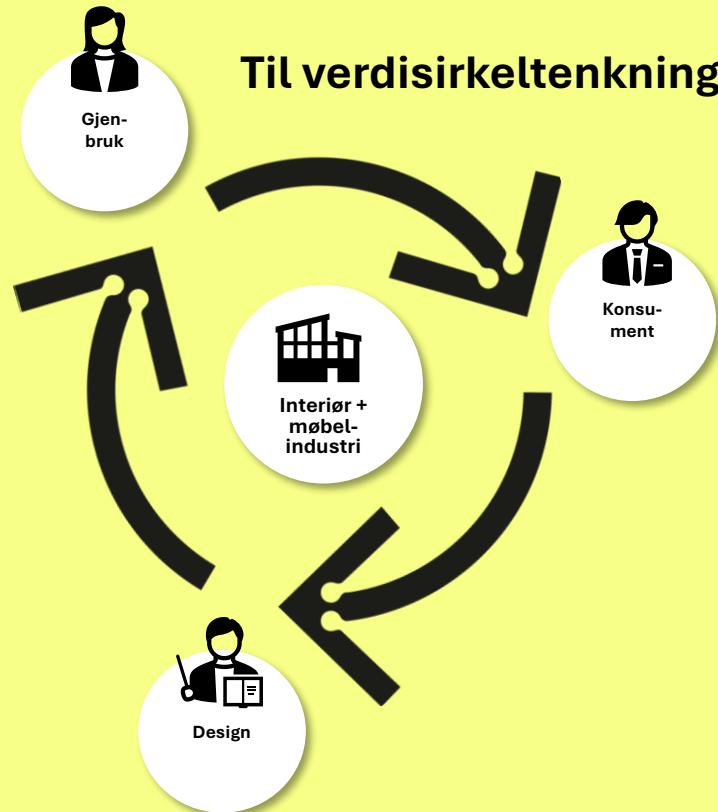 Til verdisirkeltenkning
Gjen-
bruk
Konsu-
ment
Interiør +
møbel-
industri
Design